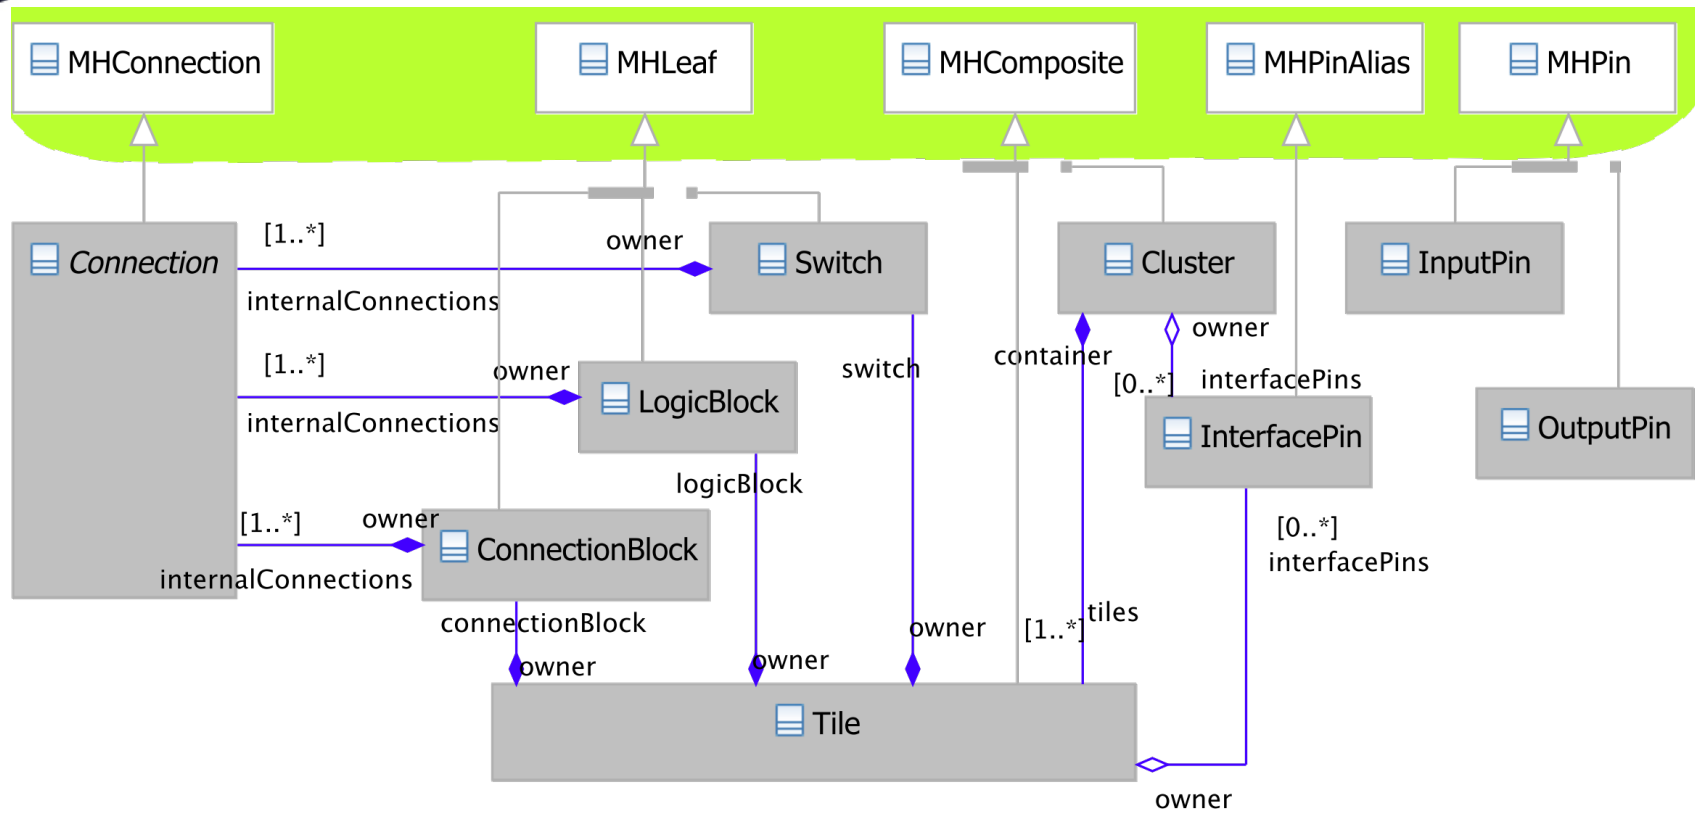 MHConnection
MHLeaf
MHComposite
MHPinAlias
MHPin
[1..*]
owner
Connection
Switch
Cluster
InputPin
internalConnections
owner
container
switch
[1..*]
owner
[0..*]
interfacePins
LogicBlock
internalConnections
InterfacePin
OutputPin
logicBlock
[1..*]
owner
[0..*]
ConnectionBlock
interfacePins
internalConnections
connectionBlock
tiles
owner
[1..*]
owner
owner
Tile
owner